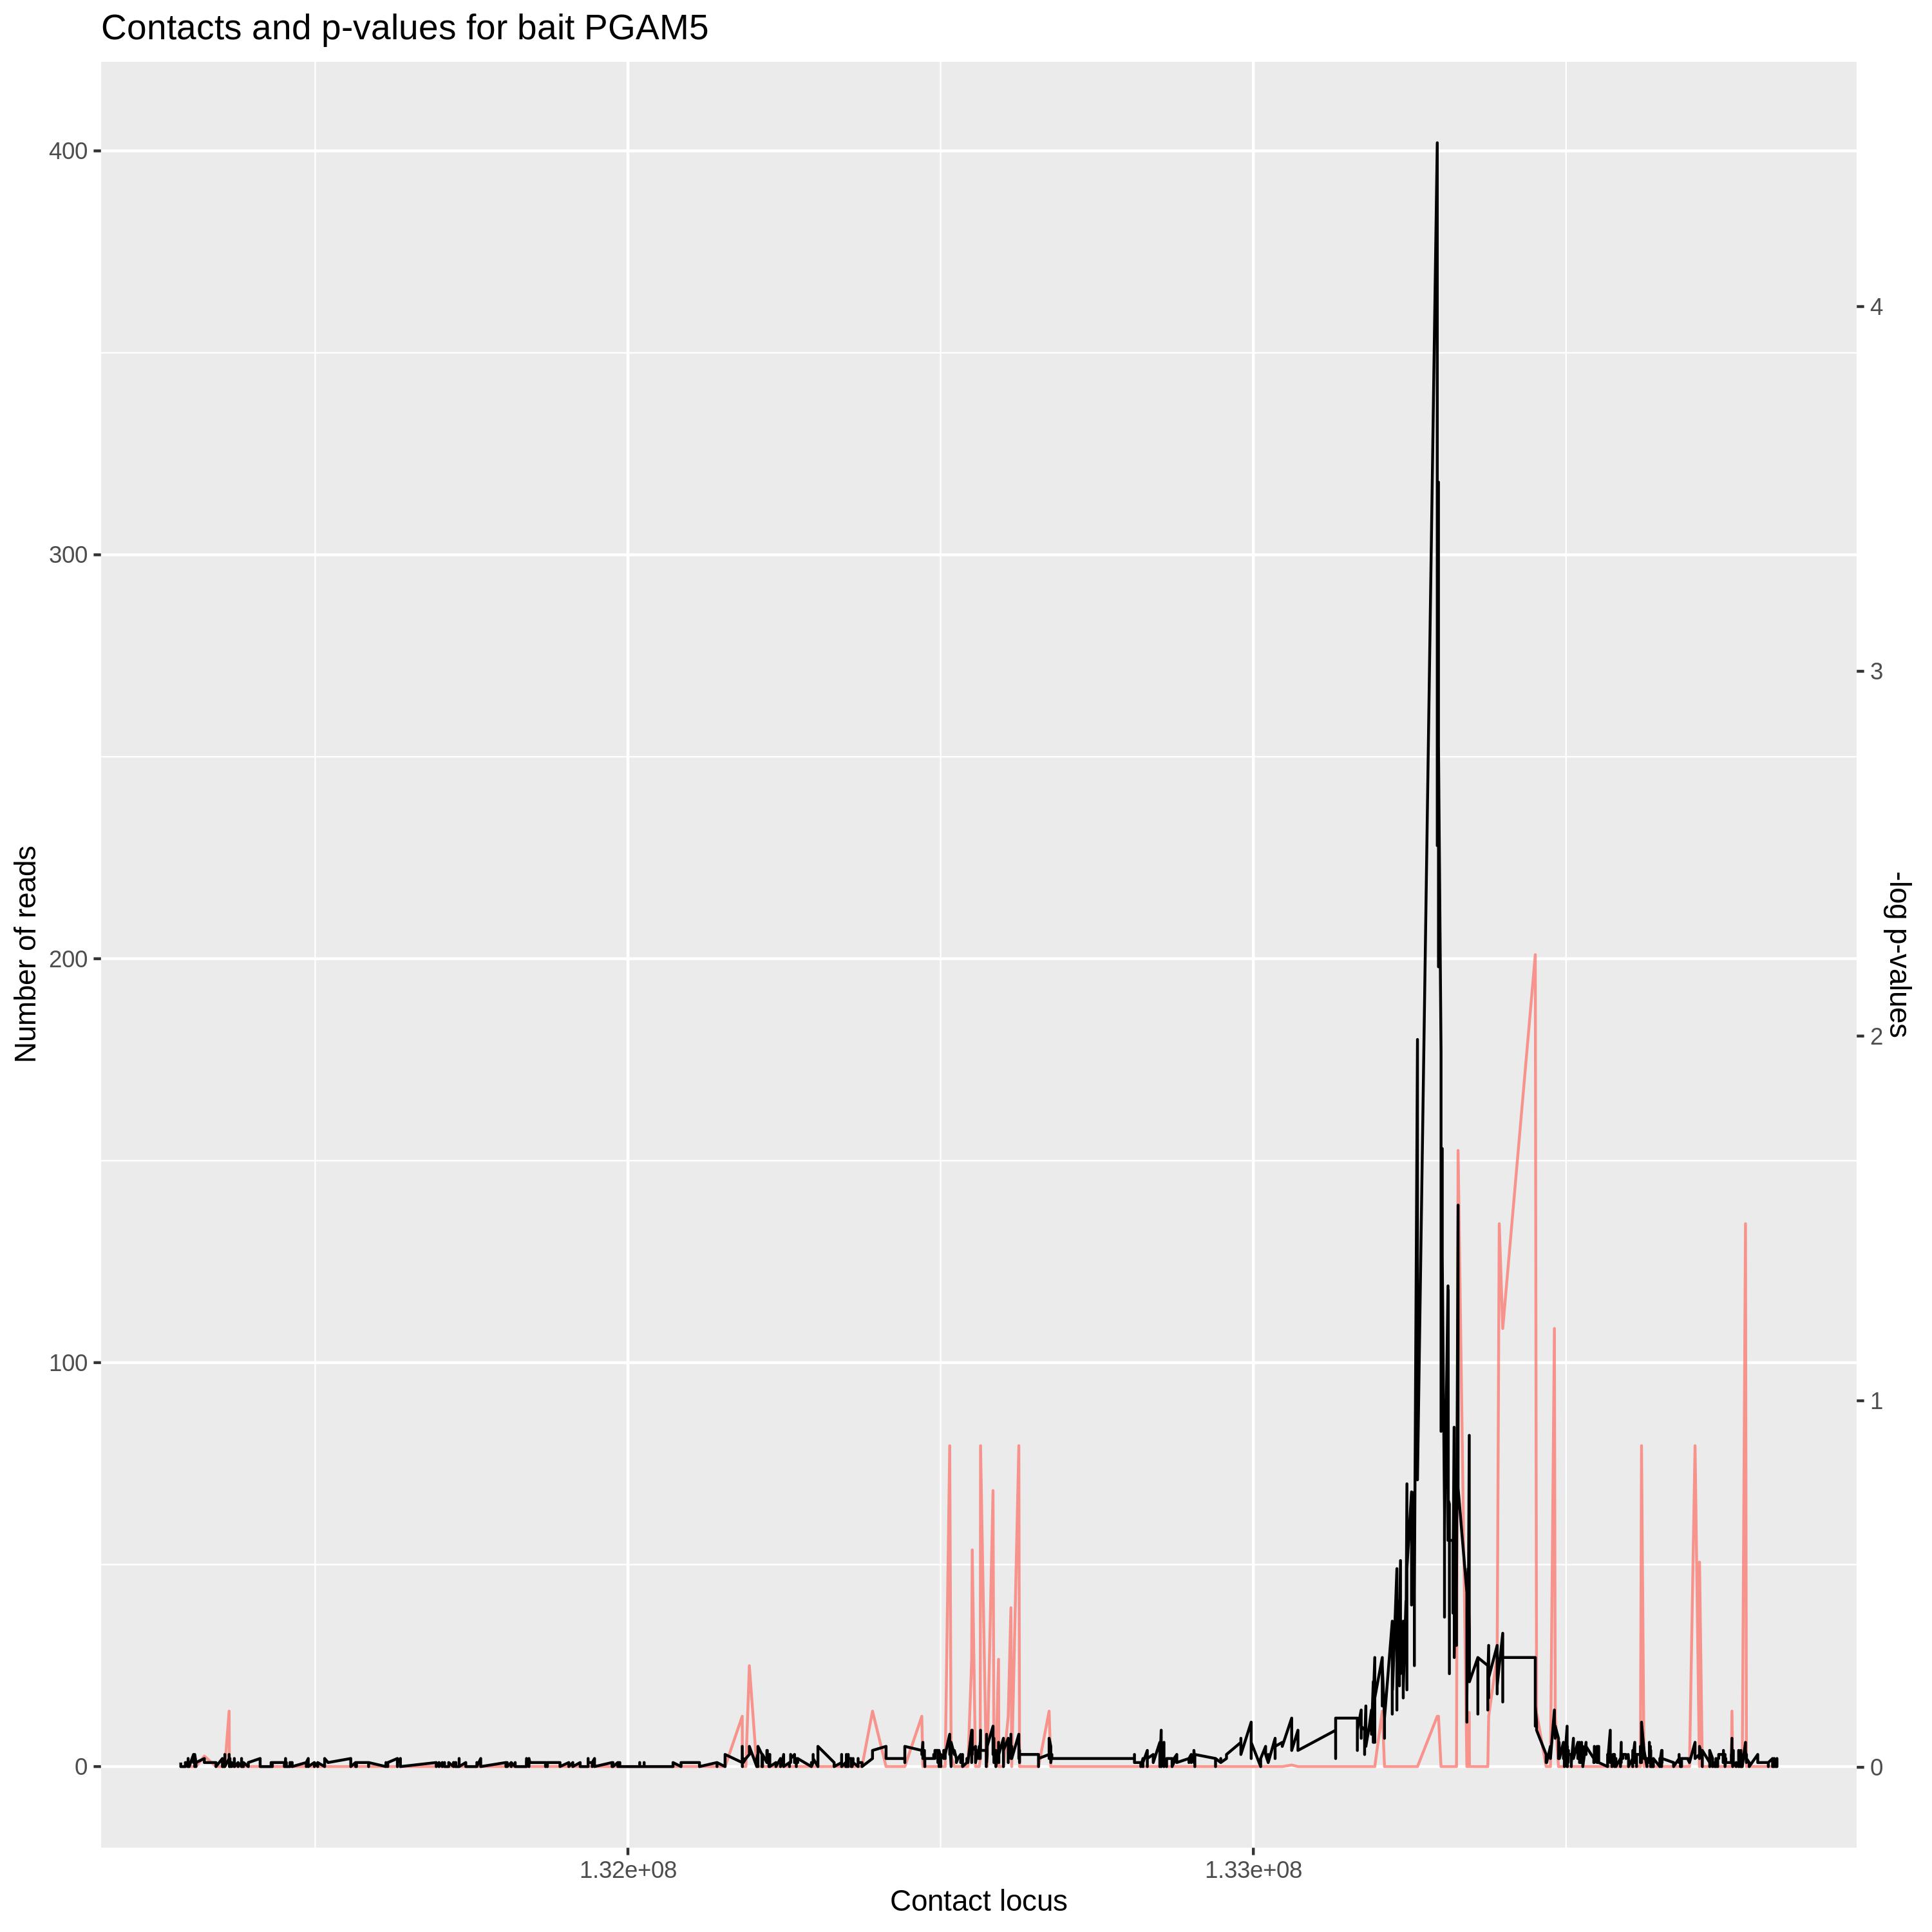 Contacts and p-values for bait PGAM5
400
300
200
100
0
Number of reads
4
3
2
1
0
-log p-values
1.32e+08
1.33e+08
Contact locus